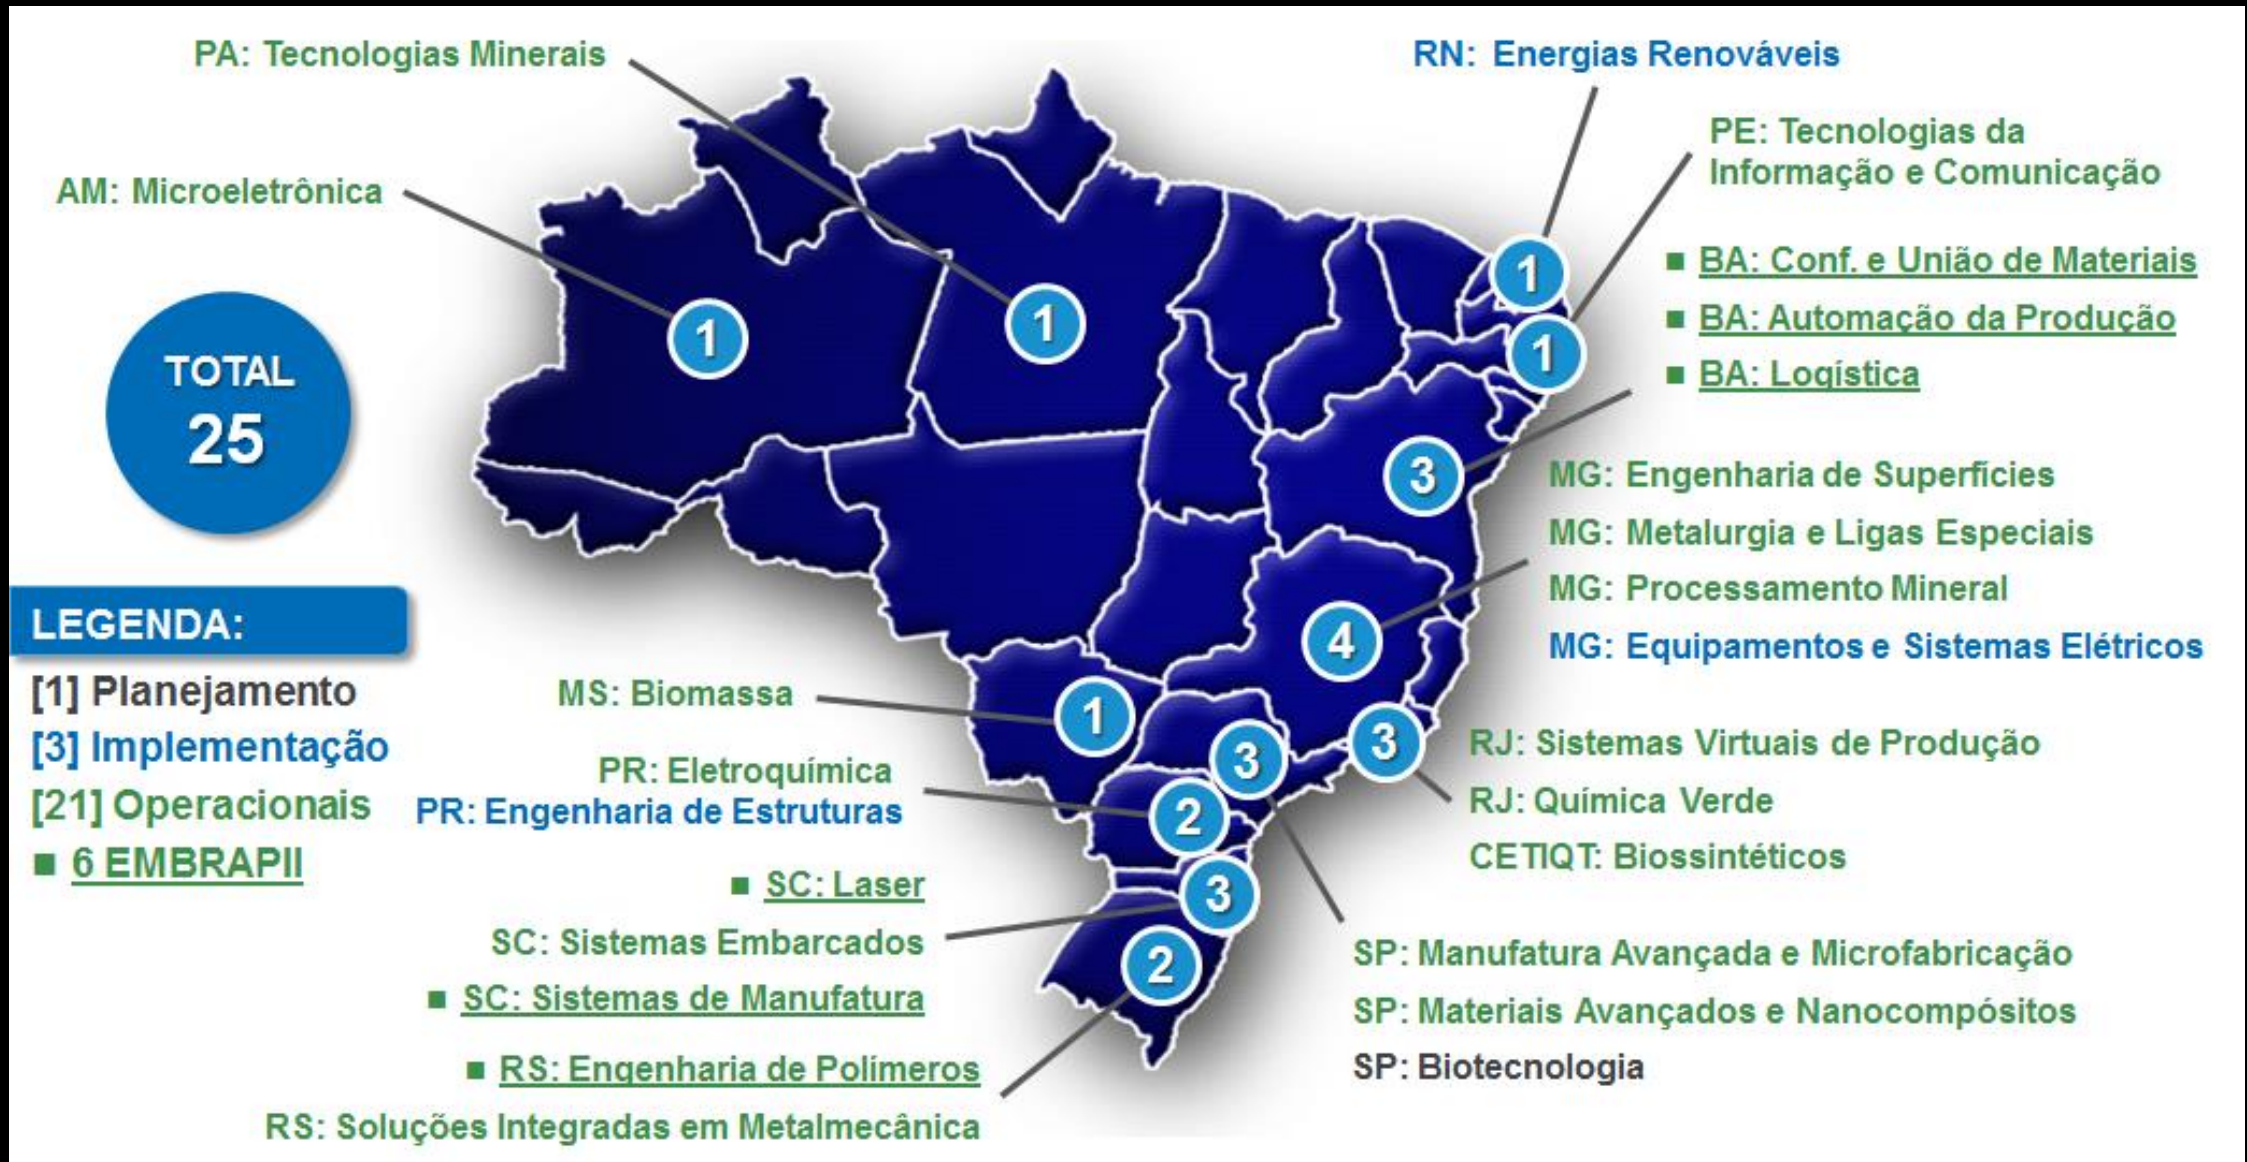 PA: Tecnologias Minerais
RN: Energias Renováveis
PE: Tecnologias da
Informação e Comunicação
AM: Microeletrônica
■ BA: Conf. e União de Materiais
■ BA: Automação da Produção
■ BA: Logística
1
1
1
1
TOTAL
25
3
MG: Engenharia de Superfícies
MG: Metalurgia e Ligas Especiais
MG: Processamento Mineral
MG: Equipamentos e Sistemas Elétricos
4
LEGENDA:
[1] Planejamento
[3] Implementação
[21] Operacionais
■ 6 EMBRAPII
MS: Biomassa
1
PR: Eletroquímica
PR: Engenharia de Estruturas
3
3
2
RJ: Sistemas Virtuais de Produção
RJ: Química Verde
CETIQT: Biossintéticos
■ SC: Laser
SC: Sistemas Embarcados
■ SC: Sistemas de Manufatura
3
2
SP: Manufatura Avançada e Microfabricação
SP: Materiais Avançados e Nanocompósitos
SP: Biotecnologia
■ RS: Engenharia de Polímeros
RS: Soluções Integradas em Metalmecânica